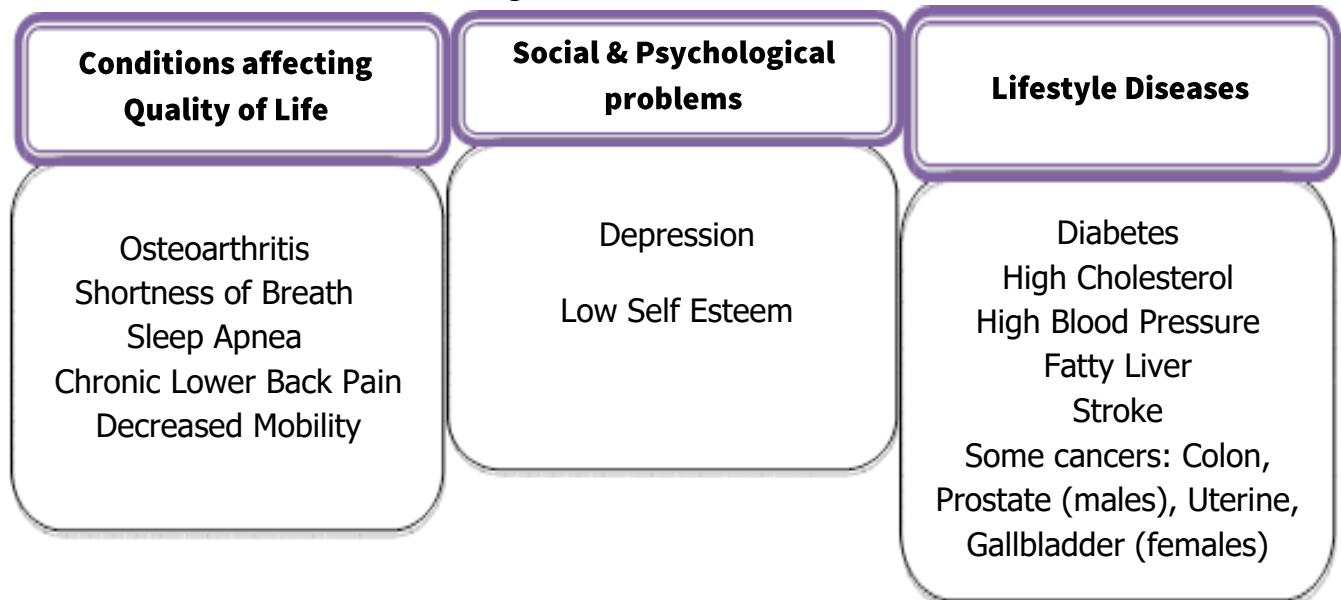 Conditions affecting
Quality of Life
Osteoarthritis
Shortness of Breath
Sleep Apnea
Chronic Lower Back Pain
Decreased Mobility
Social & Psychological
problems
Depression
Low Self Esteem
Lifestyle Diseases
Diabetes
High Cholesterol
High Blood Pressure
Fatty Liver
Stroke
Some cancers: Colon,
Prostate (males), Uterine,
Gallbladder (females)